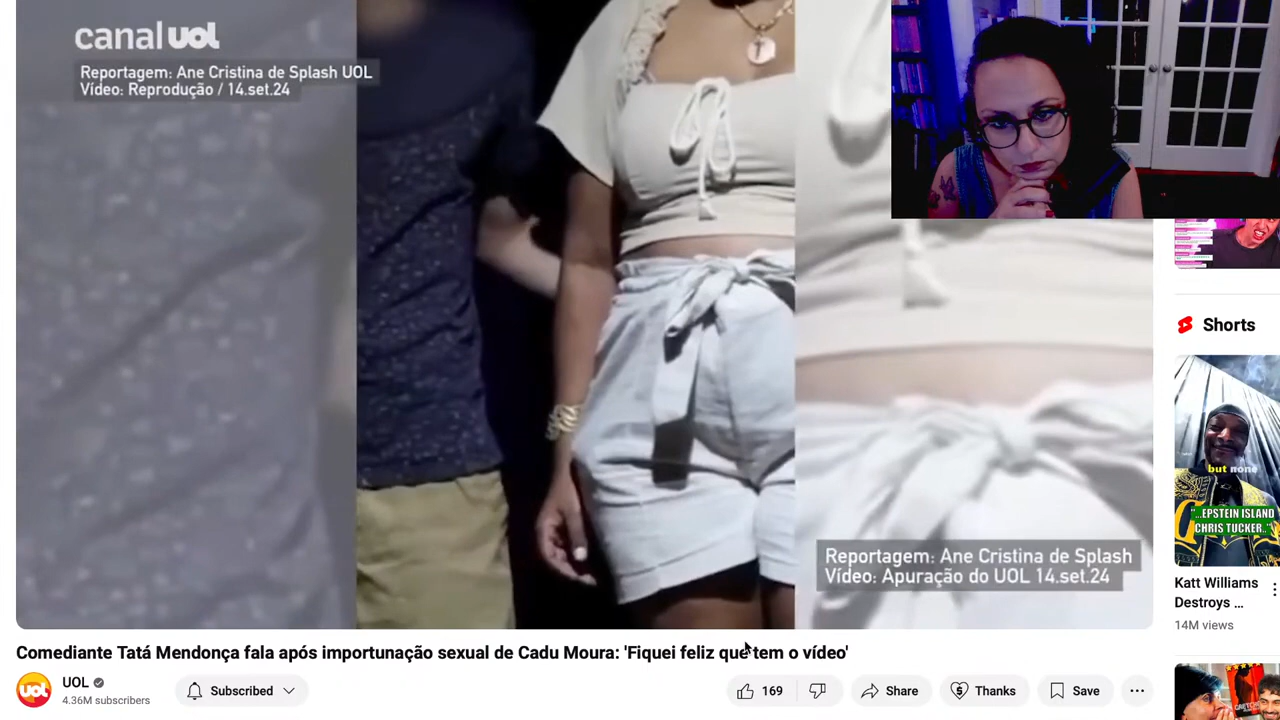 canal uol
Reportagem: Ane Cristina de Splash UOL
Vídeo: Reprodução / 14.set.24
T
Reportagem: Ane Cristina de Splash
Vídeo: Apuração do UOL 14.set.24
Comediante Tatá Mendonça fala após importunação sexual de Cadu Moura: 'Fiquei feliz que tem o vídeo'
uol
UOL
4.36M subscribers
Subscribed
169
Share
Thanks
Save
Shorts
but none
"...EPSTEIN ISLAND
CHRIS TUCKER.."
Katt Williams
Destroys ...
14M views